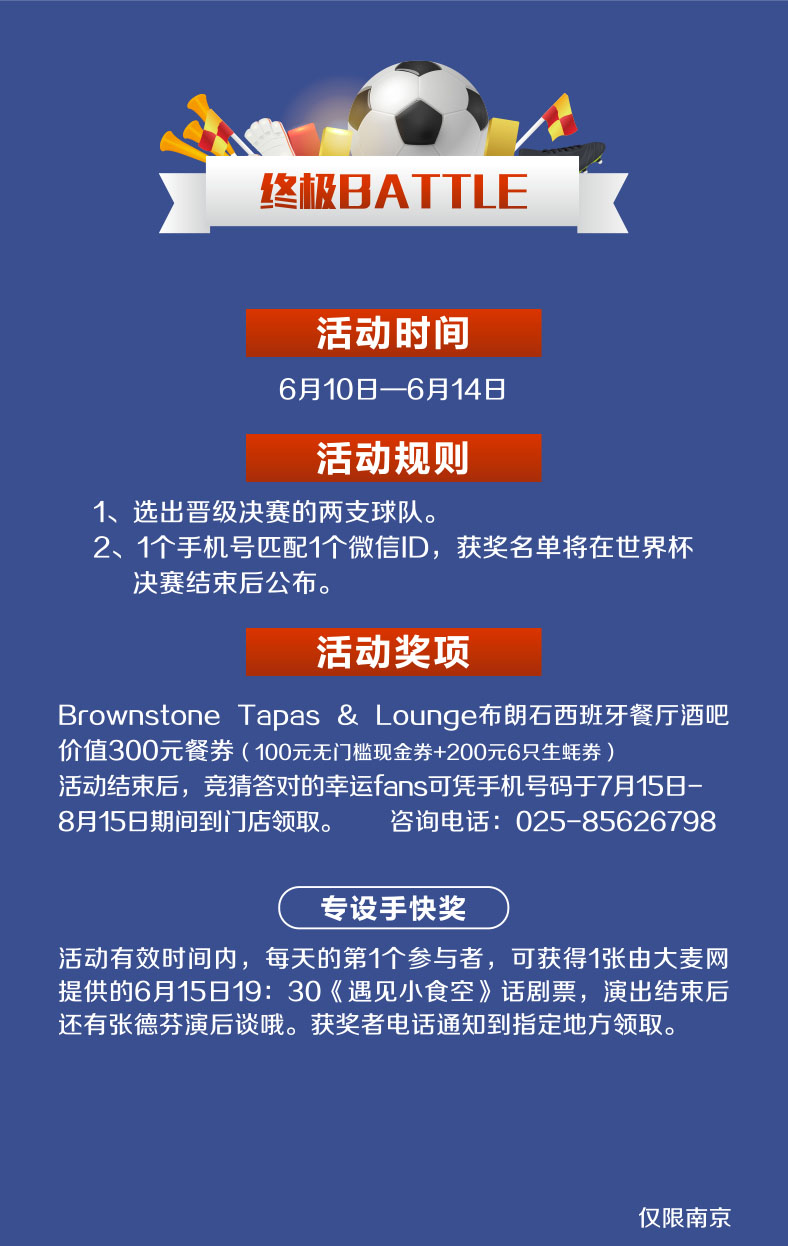 终极BATTLE
活动时间
6月10日—6月14日
活动规则
1、选出晋级决赛的两支球队。
2、1个手机号匹配1个微信ID，获奖名单将在世界杯
决赛结束后公布。
活动奖项
Brownstone Tapas & Lounge布朗石西班牙餐厅酒吧
价值300元餐券（100元无门槛现金券+200元6只生蚝券）
活动结束后，竞猜答对的幸运fans可凭手机号码于7月15日-
8月15日期间到门店领取。 咨询电话：025-85626798
专设手快奖
活动有效时间内，每天的第1个参与者，可获得1张由大麦网
提供的6月15日19：30《遇见小食空》话剧票，演出结束后
还有张德芬演后谈哦。获奖者电话通知到指定地方领取。
仅限南京